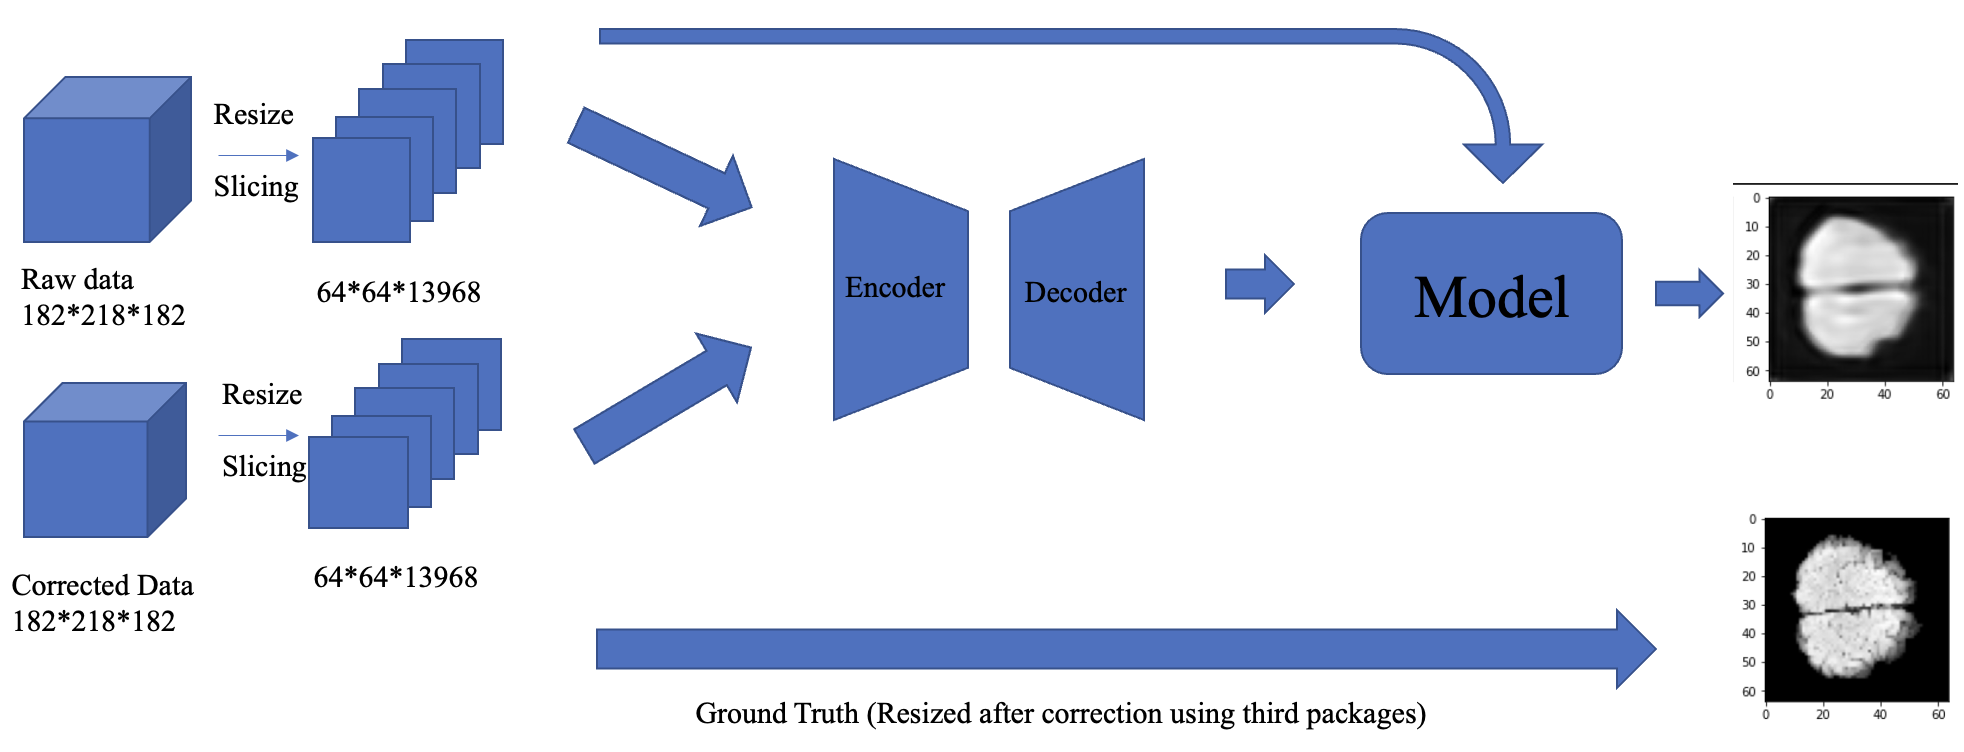 Resize
Slicing
Raw data
182*218*182
64*64*13968
Resize
Slicing
Corrected Data
182*218*182
64*64*13968
Encoder
Decoder
Model
0
10
20
30
40
50
60
0 20 40 60
0
10
20
30
40
50
60
0 20 40 60
Ground Truth (Resized after correction using third packages)